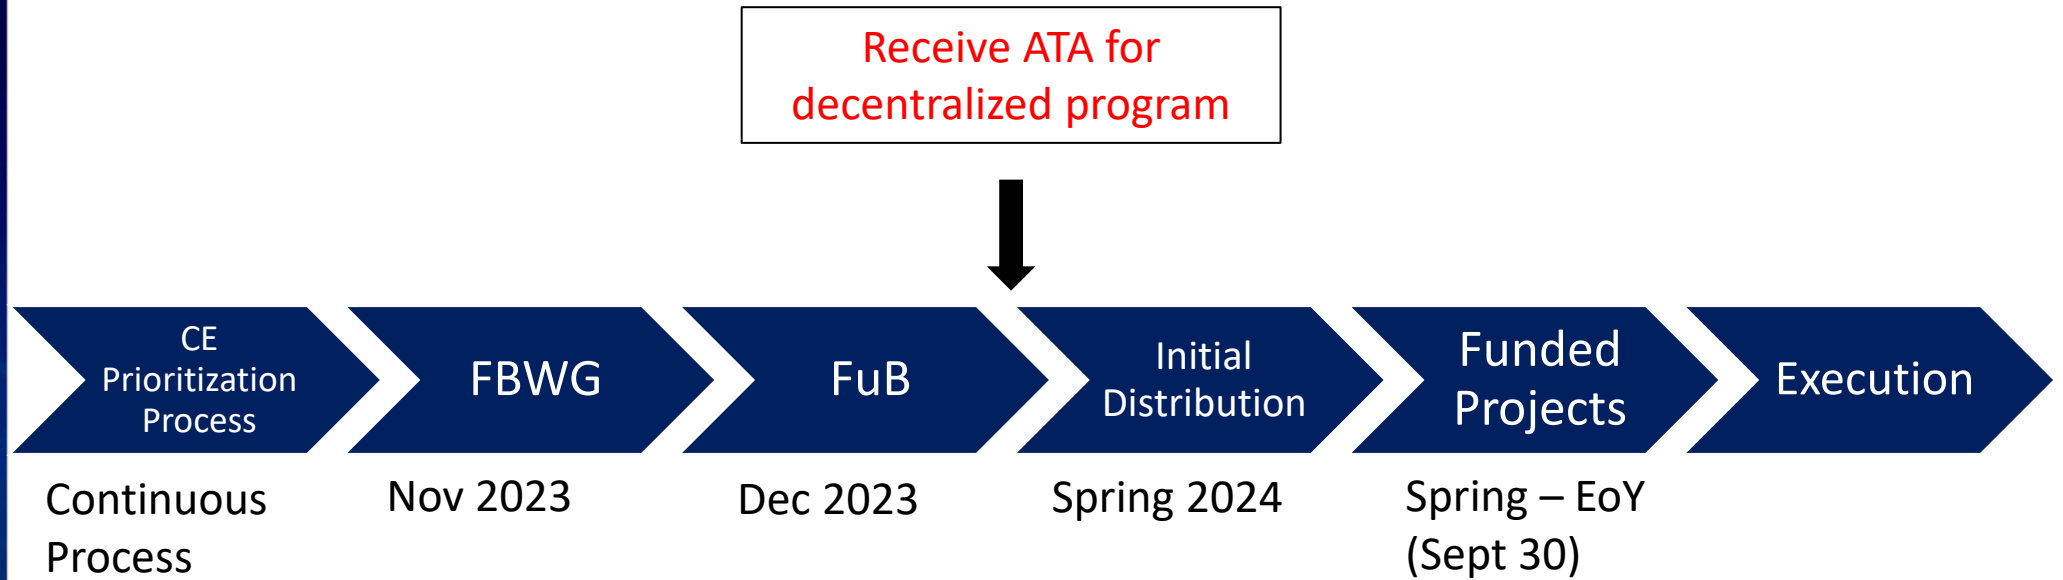 Receive ATA for
decentralized program
CE
Prioritization
Process
FBWG
FuB
Initial
Distribution
Funded
Projects
Execution
Continuous
Process
Nov 2023
Dec 2023
Spring 2024
Spring – EoY
(Sept 30)